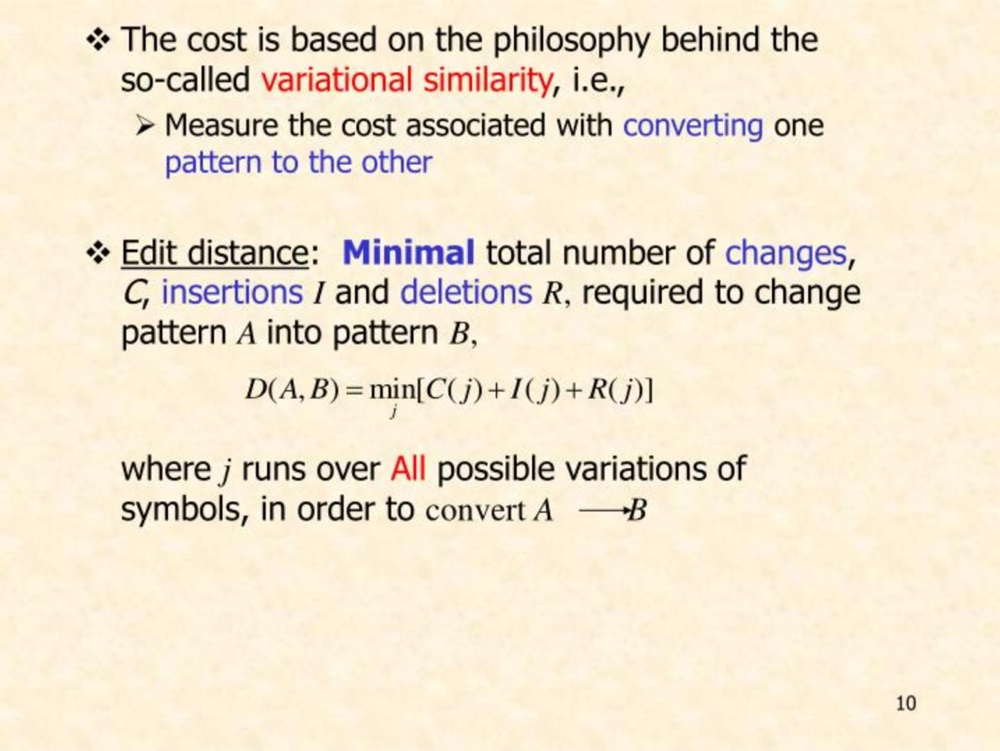 ❖ The cost is based on the philosophy behind the
so-called variational similarity, i.e.,
➢ Measure the cost associated with converting one
pattern to the other
❖ Edit distance: Minimal total number of changes,
C, insertions I and deletions R, required to change
pattern A into pattern B,
D(A, B) = min[C(j) + I(j) + R(j)]
j
where j runs over All possible variations of
symbols, in order to convert A ⟶ B
10